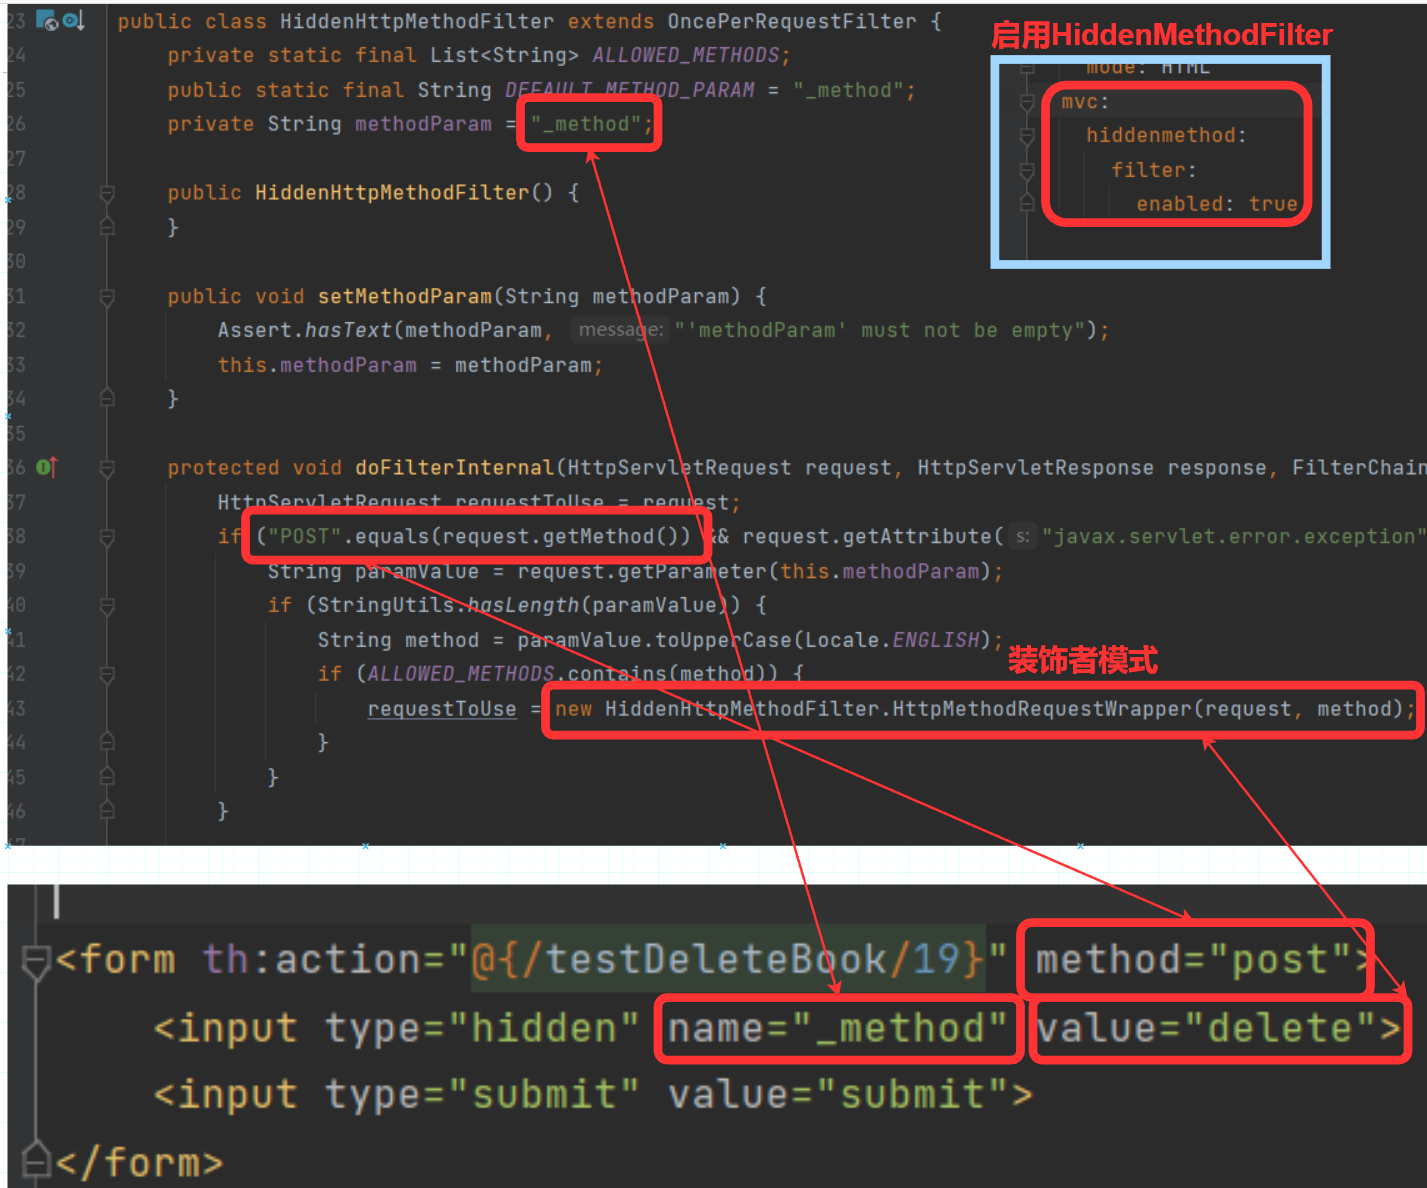 23 public class HiddenHttpMethodFilter extends OncePerRequestFilter {
24 private static final List<String> ALLOWED_METHODS;
25 public static final String DEFAULT_METHOD_PARAM = "_method";
26 private String methodParam = "_method";
27
28 public HiddenHttpMethodFilter() {
29 }
30
31 public void setMethodParam(String methodParam) {
32 Assert.hasText(methodParam, message: "'methodParam' must not be empty");
33 this.methodParam = methodParam;
34 }
35
36 protected void doFilterInternal(HttpServletRequest request, HttpServletResponse response, FilterChain
37 HttpServletRequest requestToUse = request;
38 if ("POST".equals(request.getMethod()) && request.getAttribute( s: "javax.servlet.error.exception"
39 String paramValue = request.getParameter(this.methodParam);
40 if (StringUtils.hasLength(paramValue)) {
41 String method = paramValue.toUpperCase(Locale.ENGLISH);
42 if (ALLOWED_METHODS.contains(method)) {
43 requestToUse = new HiddenHttpMethodFilter.HttpMethodRequestWrapper(request, method);
44 }
45 }
46 }
47
启用HiddenMethodFilter
mode: HTML
mvc:
hiddenmethod:
filter:
enabled: true
装饰者模式
<form th:action="@{/testDeleteBook/19}" method="post">
<input type="hidden" name="_method" value="delete">
<input type="submit" value="submit">
</form>